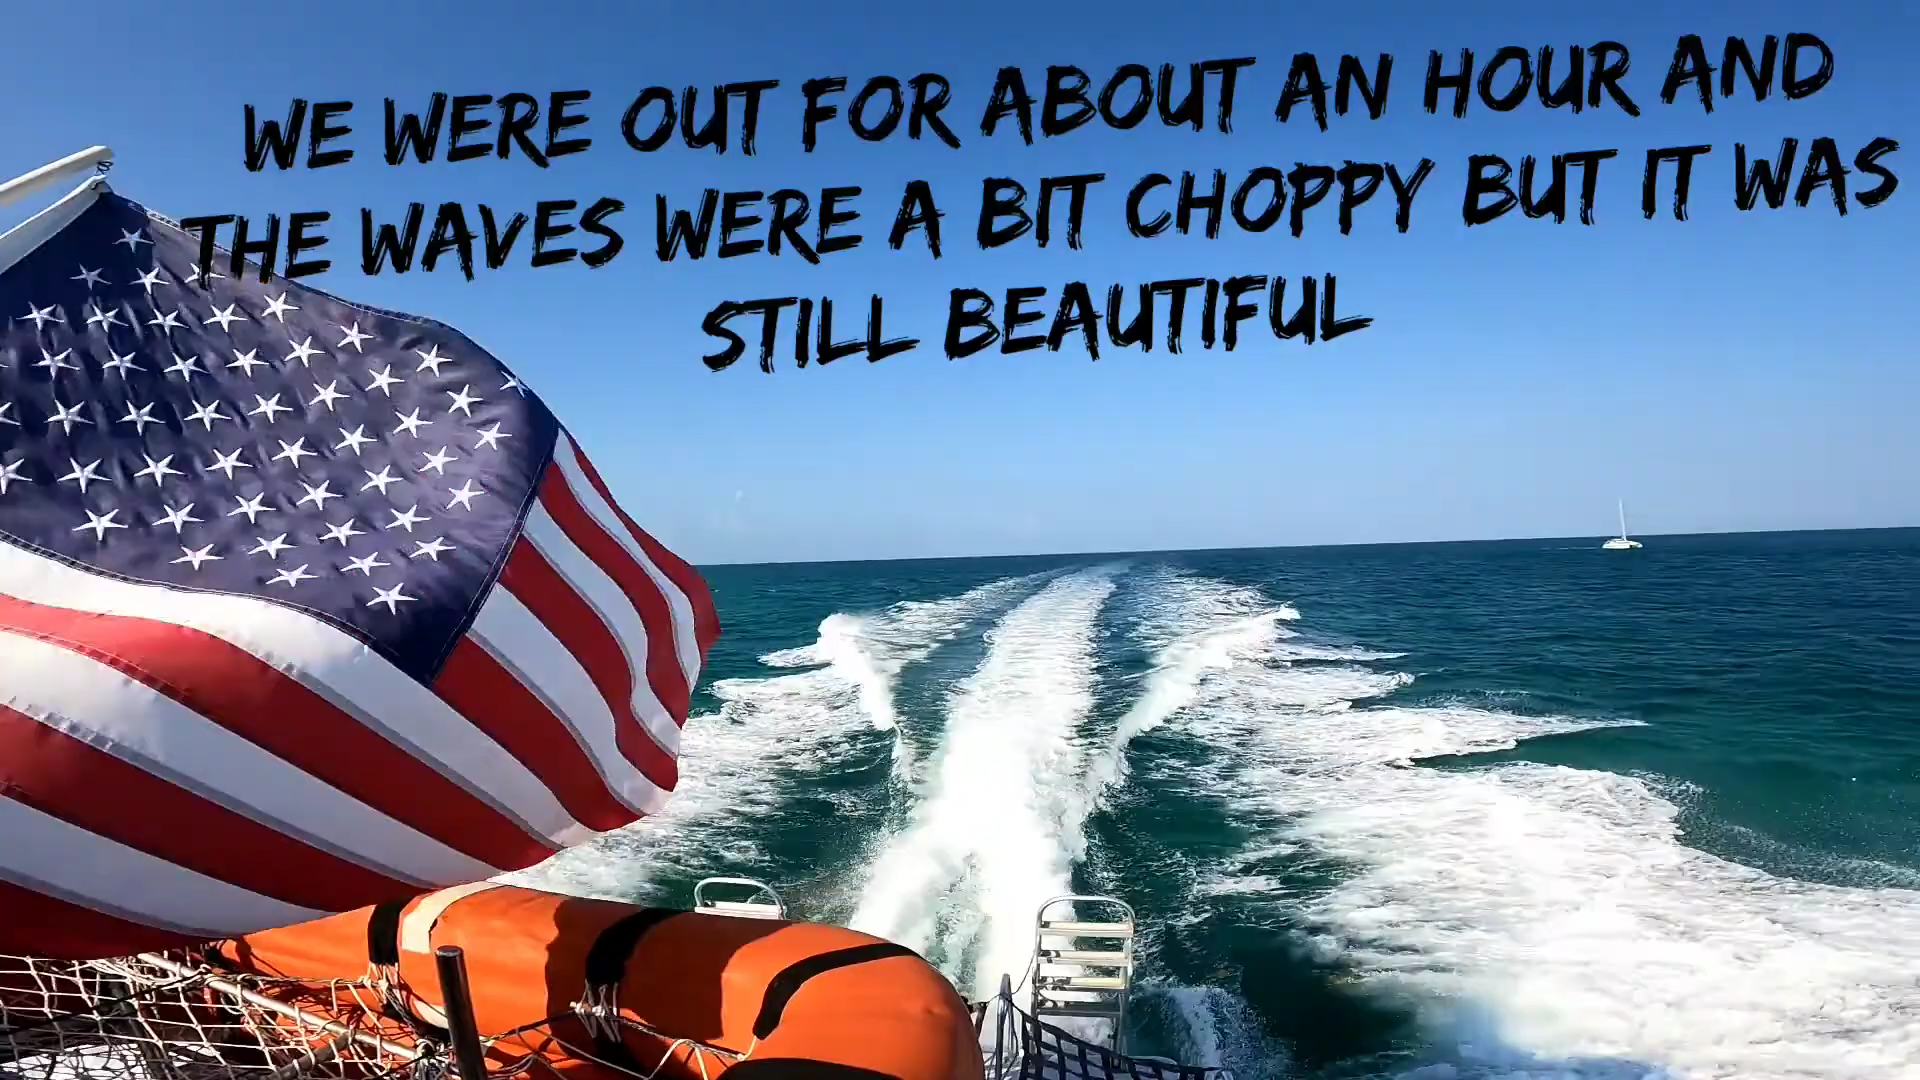 WE WERE OUT FOR ABOUT AN HOUR AND
THE WAVES WERE A BIT CHOPPY BUT IT WAS
STILL BEAUTIFUL